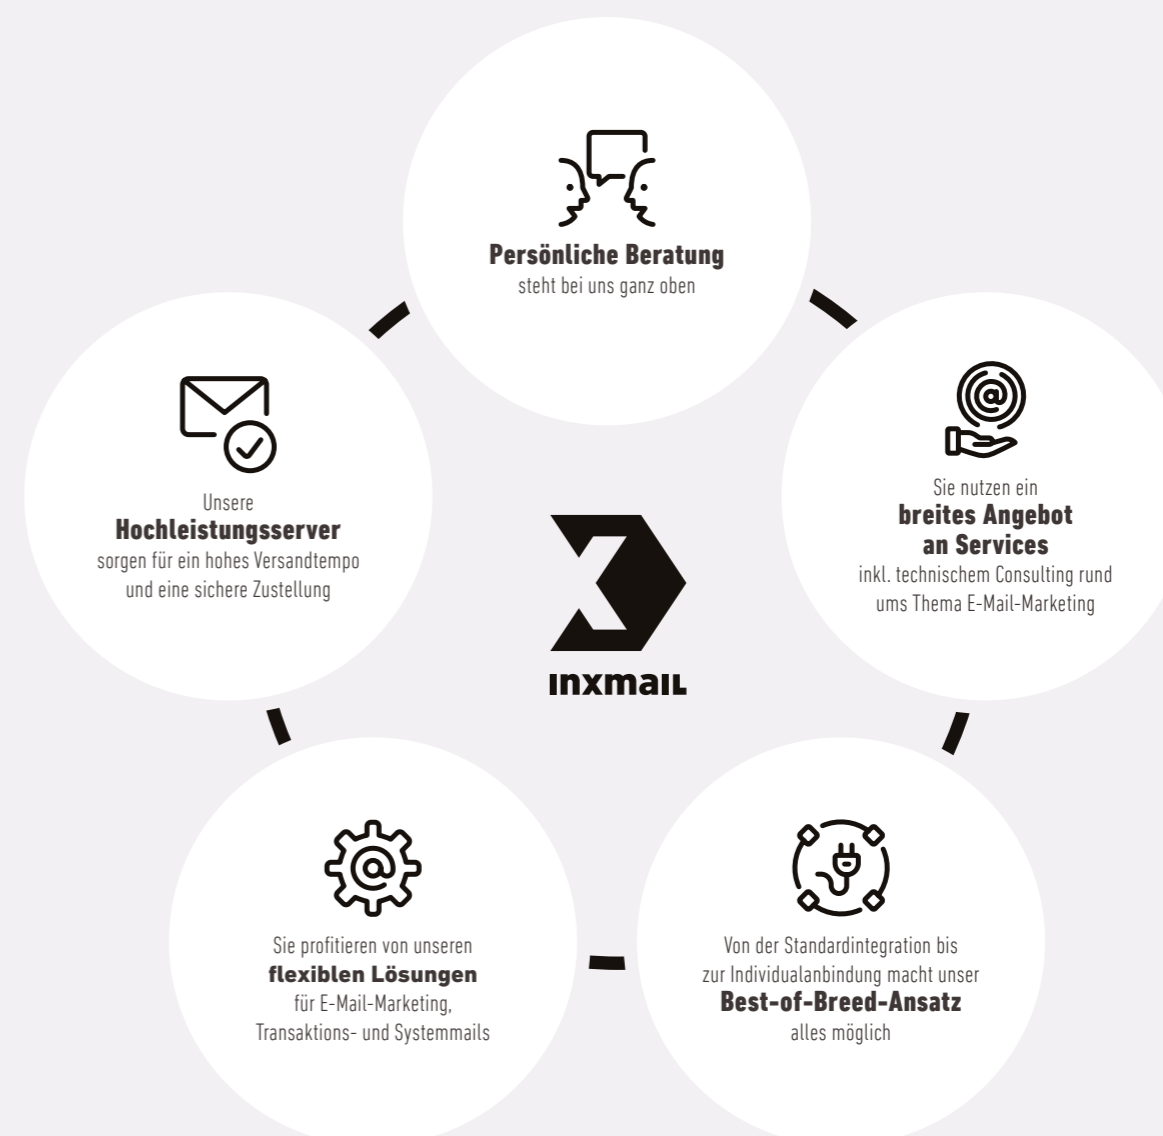 Persönliche Beratung
steht bei uns ganz oben
Unsere
Hochleistungsserver
sorgen für ein hohes Versandtempo
und eine sichere Zustellung
@
Sie nutzen ein
breites Angebot
an Services
inkl. technischem Consulting rund
ums Thema E-Mail-Marketing
inxmail
@
Sie profitieren von unseren
flexiblen Lösungen
für E-Mail-Marketing,
Transaktions- und Systemmails
Von der Standardintegration bis
zur Individualanbindung macht unser
Best-of-Breed-Ansatz
alles möglich